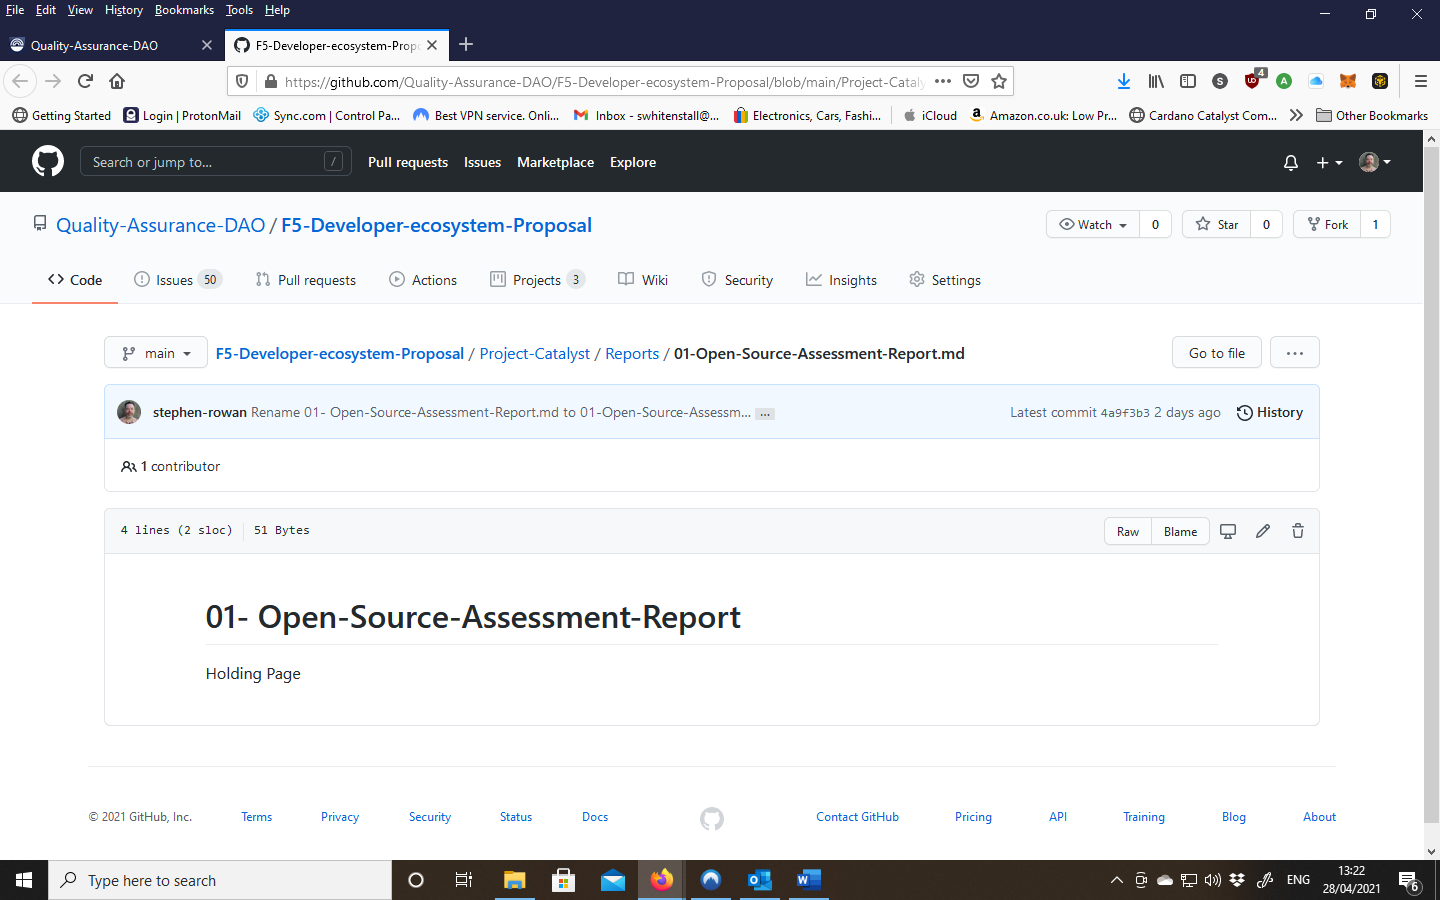 File Edit View History Bookmarks Tools Help
Quality-Assurance-DAO
F5-Developer-ecosystem-Propo
https://github.com/Quality-Assurance-DAO/F5-Developer-ecosystem-Proposal/blob/main/Project-Cataly
S 4 A
Getting Started Login | ProtonMail Sync.com | Control Pa... Best VPN service. Onli... Inbox - swhitenstall@... Electronics, Cars, Fashi... iCloud Amazon.co.uk: Low Pr... Cardano Catalyst Com... Other Bookmarks
Search or jump to... / Pull requests Issues Marketplace Explore
Quality-Assurance-DAO / F5-Developer-ecosystem-Proposal
Watch 0 Star 0 Fork 1
Code Issues 50 Pull requests Actions Projects 3 Wiki Security Insights Settings
main F5-Developer-ecosystem-Proposal / Project-Catalyst / Reports / 01-Open-Source-Assessment-Report.md Go to file ...
stephen-rowan Rename 01- Open-Source-Assessment-Report.md to 01-Open-Source-Assessm... ... Latest commit 4a9f3b3 2 days ago History
1 contributor
4 lines (2 sloc) 51 Bytes Raw Blame
01- Open-Source-Assessment-Report
Holding Page
© 2021 GitHub, Inc. Terms Privacy Security Status Docs Contact GitHub Pricing API Training Blog About
Type here to search
ENG
13:22
28/04/2021
6